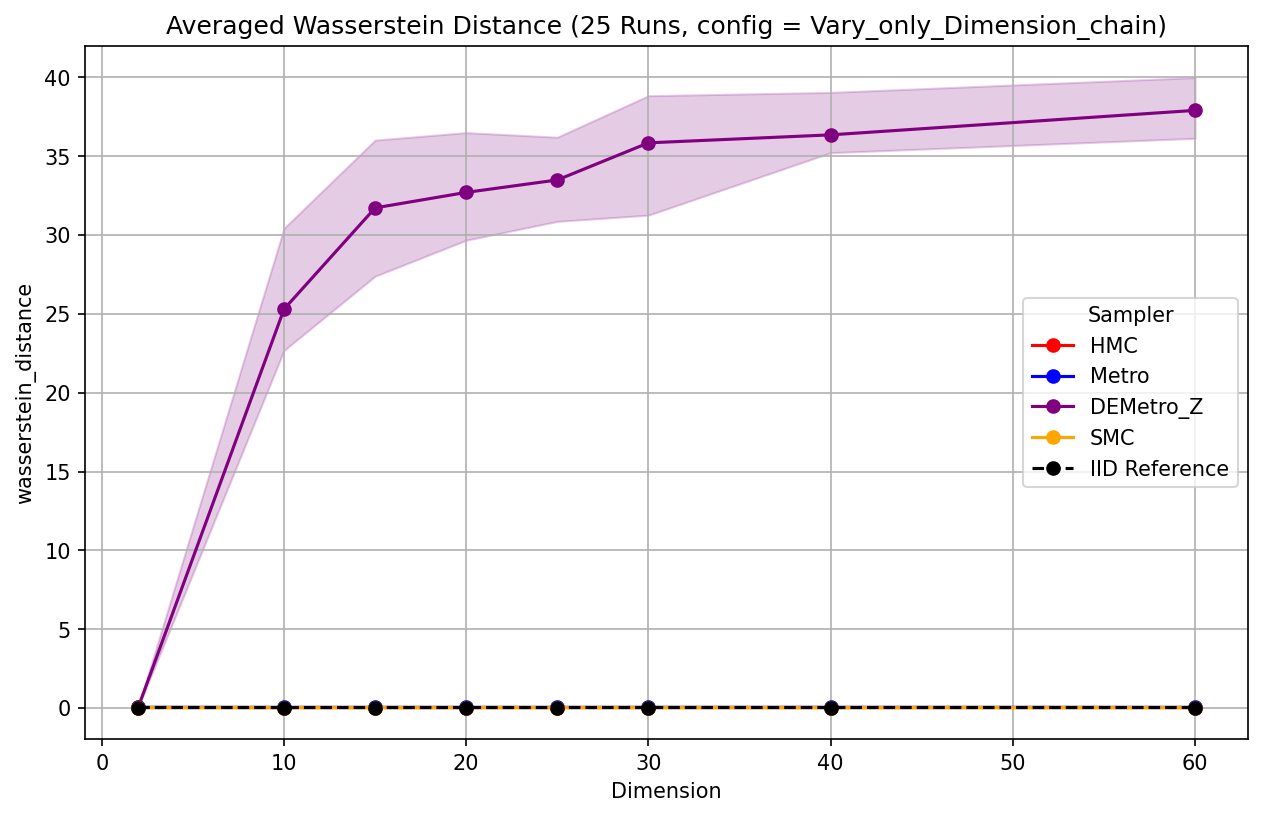 Averaged Wasserstein Distance (25 Runs, config = Vary_only_Dimension_chain)
wasserstein_distance
40
35
30
25
20
15
10
5
0
Sampler
HMC
Metro
DEMetro_Z
SMC
IID Reference
0 10 20 30 40 50 60
Dimension